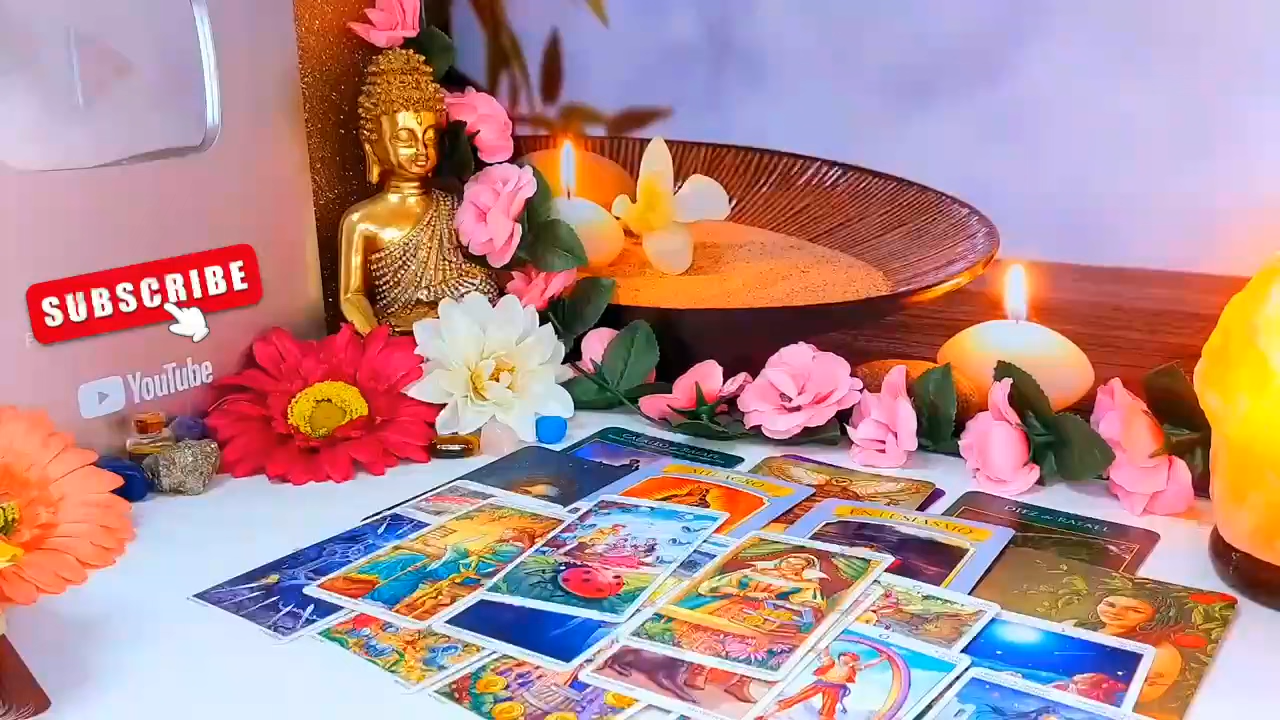 SUBSCRIBE
YouTube
MILAGRO
ENTUSIASMO
DIEZ de RAFAEL